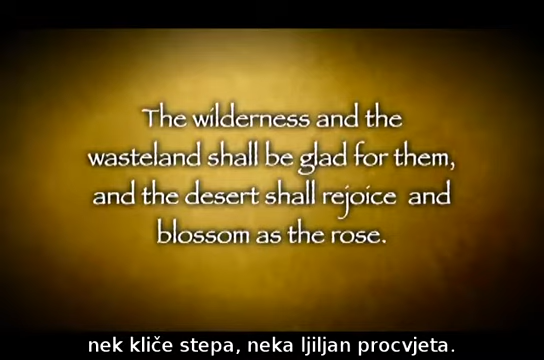 The wilderness and the
wasteland shall be glad for them,
and the desert shall rejoice and
blossom as the rose.
nek kliče stepa, neka ljiljan procvjeta.